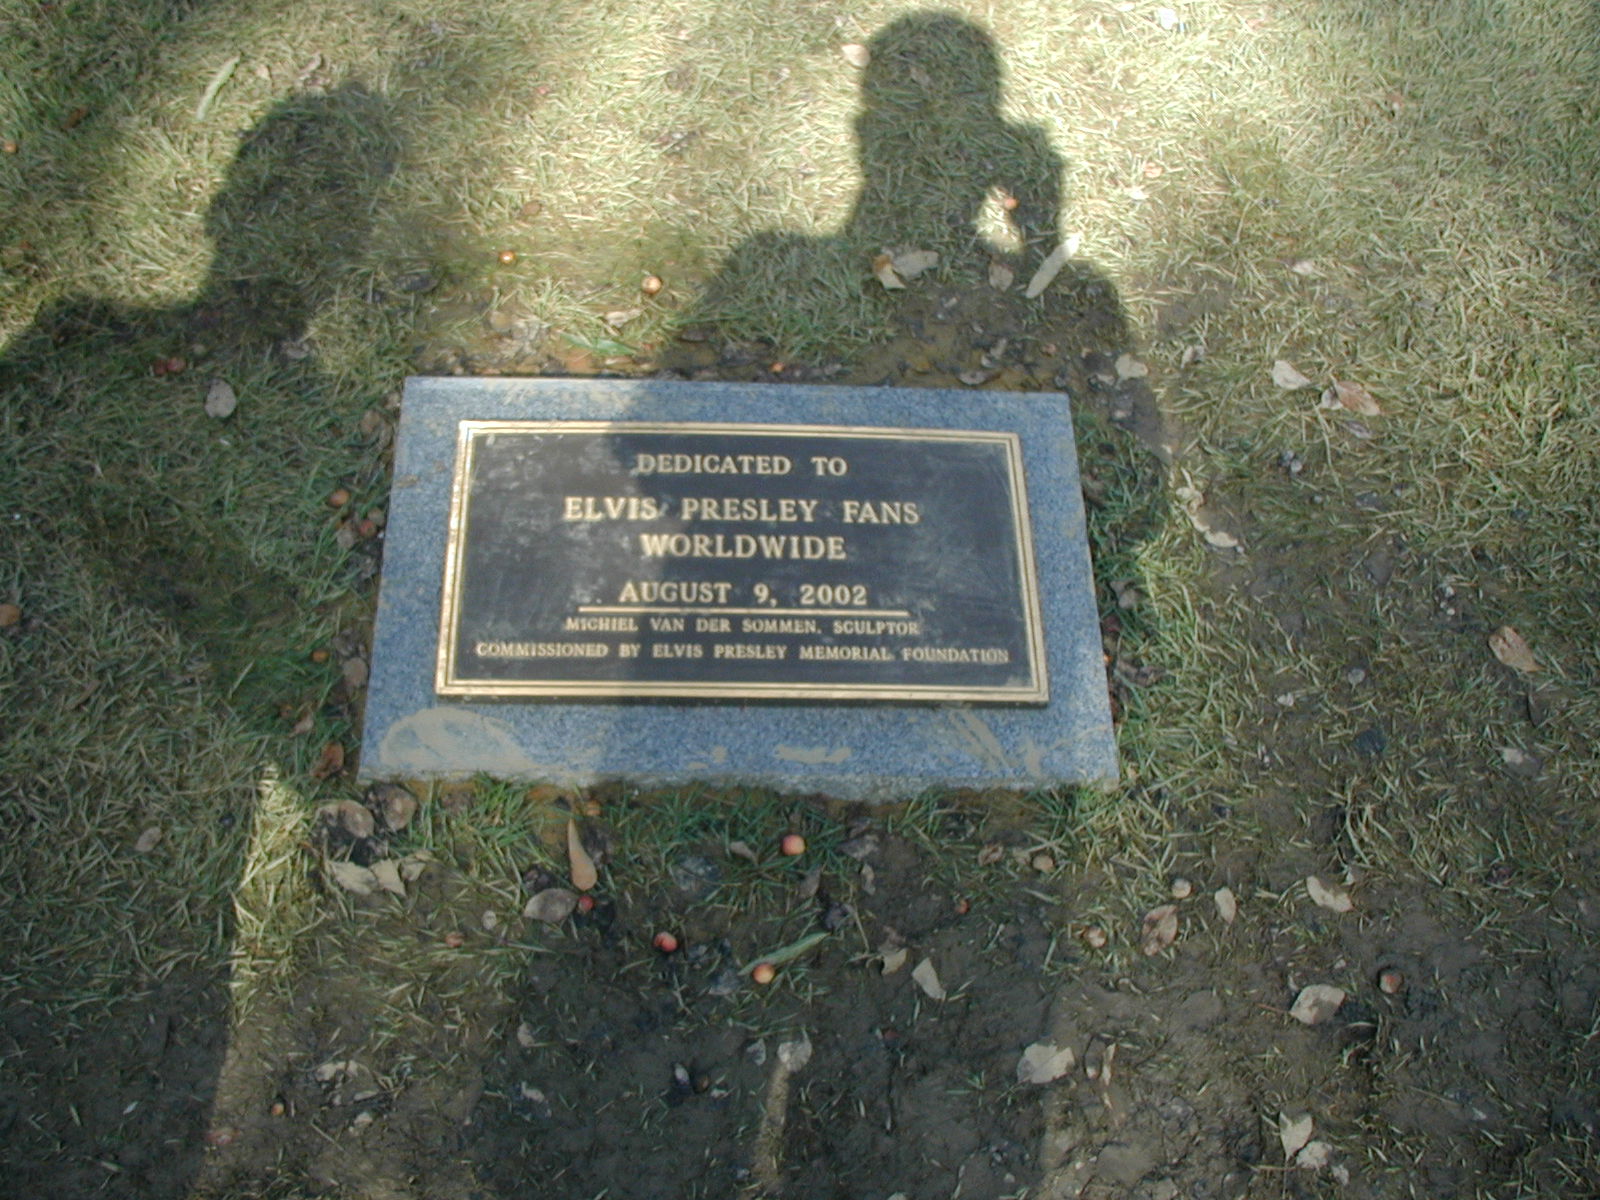 DEDICATED TO
ELVIS PRESLEY FANS
WORLDWIDE
AUGUST 9, 2002
MICHIEL VAN DER SOMMEN, SCULPTOR
COMMISSIONED BY ELVIS PRESLEY MEMORIAL FOUNDATION